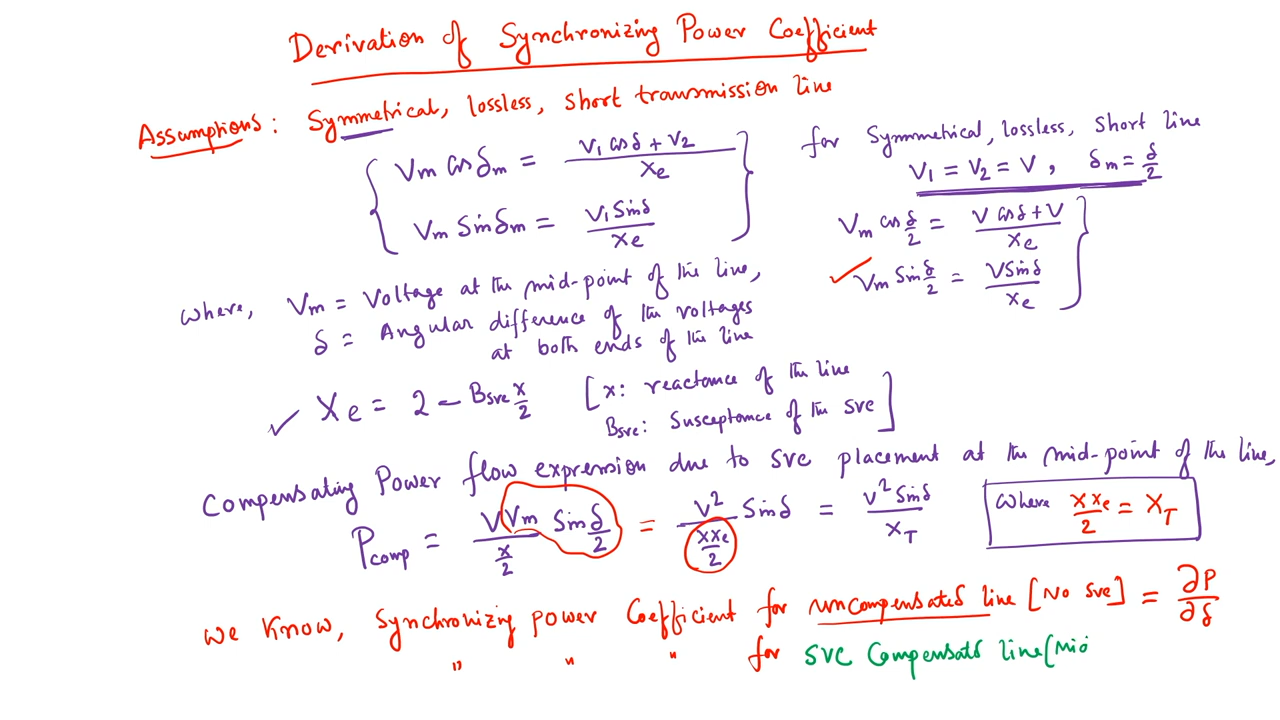 Derivation of Synchronizing Power Coefficient
Assumptions: Symmetrical, lossless, short transmission line
Vm cos δm = (V1 cos δ + V2) / Xe
Vm Sin δm = (V1 Sin δ) / Xe
for Symmetrical, lossless, short line
V1 = V2 = V, δm = δ/2
Vm cos δ/2 = (V cos δ + V) / Xe
Vm Sin δ/2 = (V Sin δ) / Xe
where, Vm = Voltage at the mid-point of the line,
δ = Angular difference of the voltages
at both ends of the line
Xe = 2 - Bsvc x/2 [x: reactance of the line
Bsvc: Susceptance of the SVC]
Compensating Power flow expression due to SVC placement at the mid-point of the line,
Pcomp = (V Vm Sin δ/2) / (x/2) = V² / (x Xe/2) Sin δ = (V² Sin δ) / XT where x Xe/2 = XT
We Know, Synchronizing power Coefficient for uncompensated line [No SVC] = ∂P/∂δ
" " " for SVC Compensats line (Mid